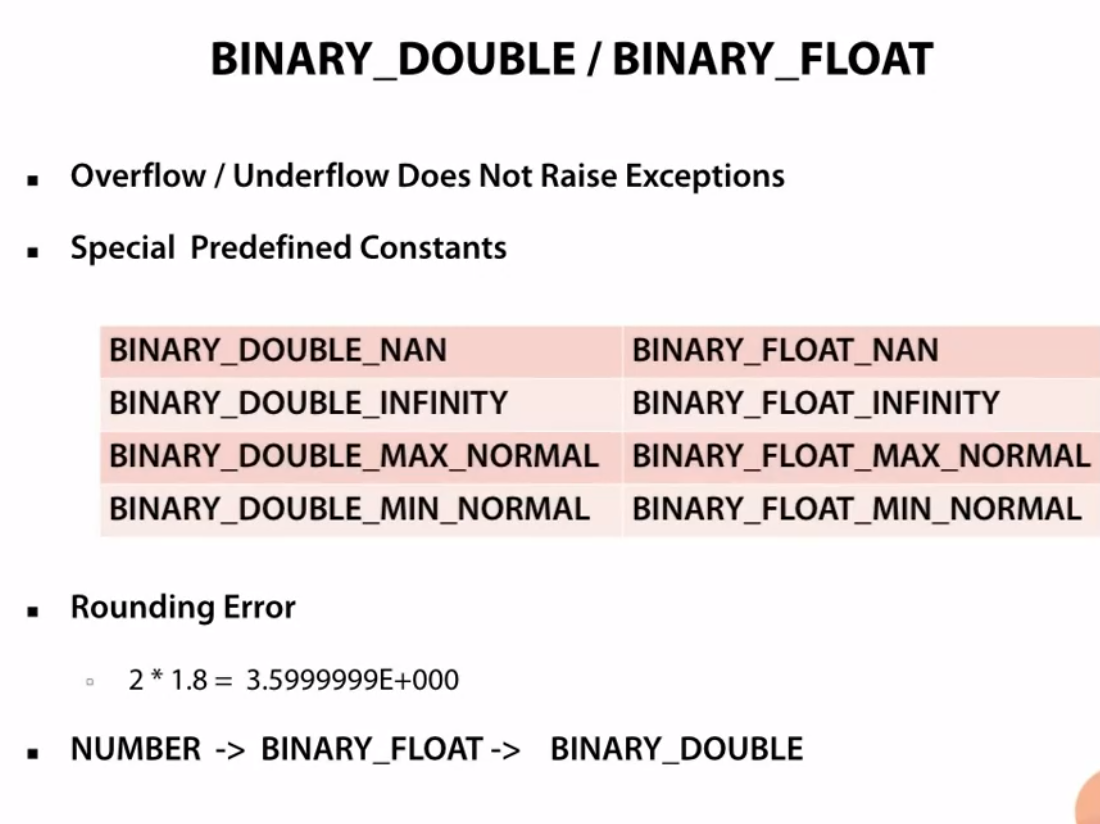 BINARY_DOUBLE / BINARY_FLOAT
Overflow / Underflow Does Not Raise Exceptions
Special Predefined Constants
BINARY_DOUBLE_NAN BINARY_FLOAT_NAN
BINARY_DOUBLE_INFINITY BINARY_FLOAT_INFINITY
BINARY_DOUBLE_MAX_NORMAL BINARY_FLOAT_MAX_NORMAL
BINARY_DOUBLE_MIN_NORMAL BINARY_FLOAT_MIN_NORMAL
Rounding Error
2 * 1.8 = 3.5999999E+000
NUMBER -> BINARY_FLOAT -> BINARY_DOUBLE